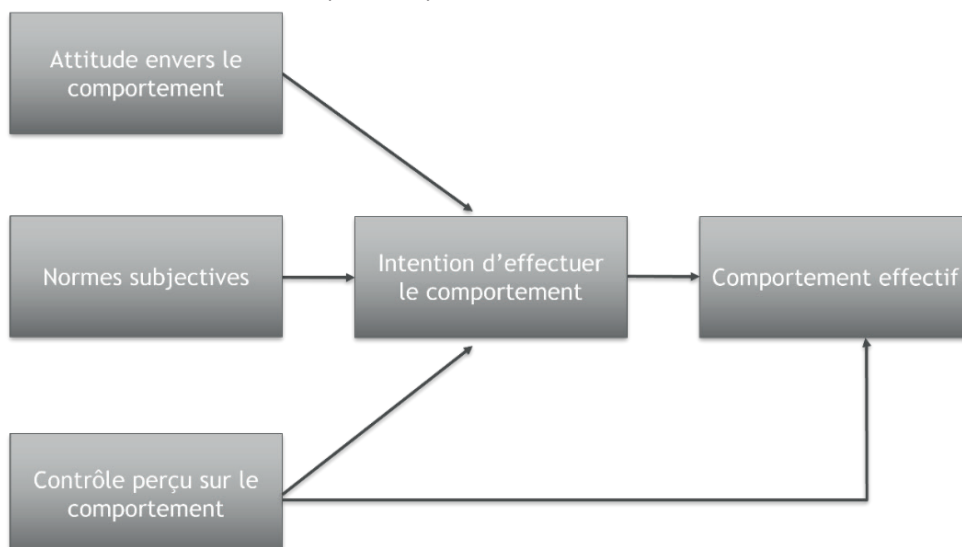 Attitude envers le
comportement
Normes subjectives
Intention d'effectuer
le comportement
Comportement effectif
Contrôle perçu sur le
comportement